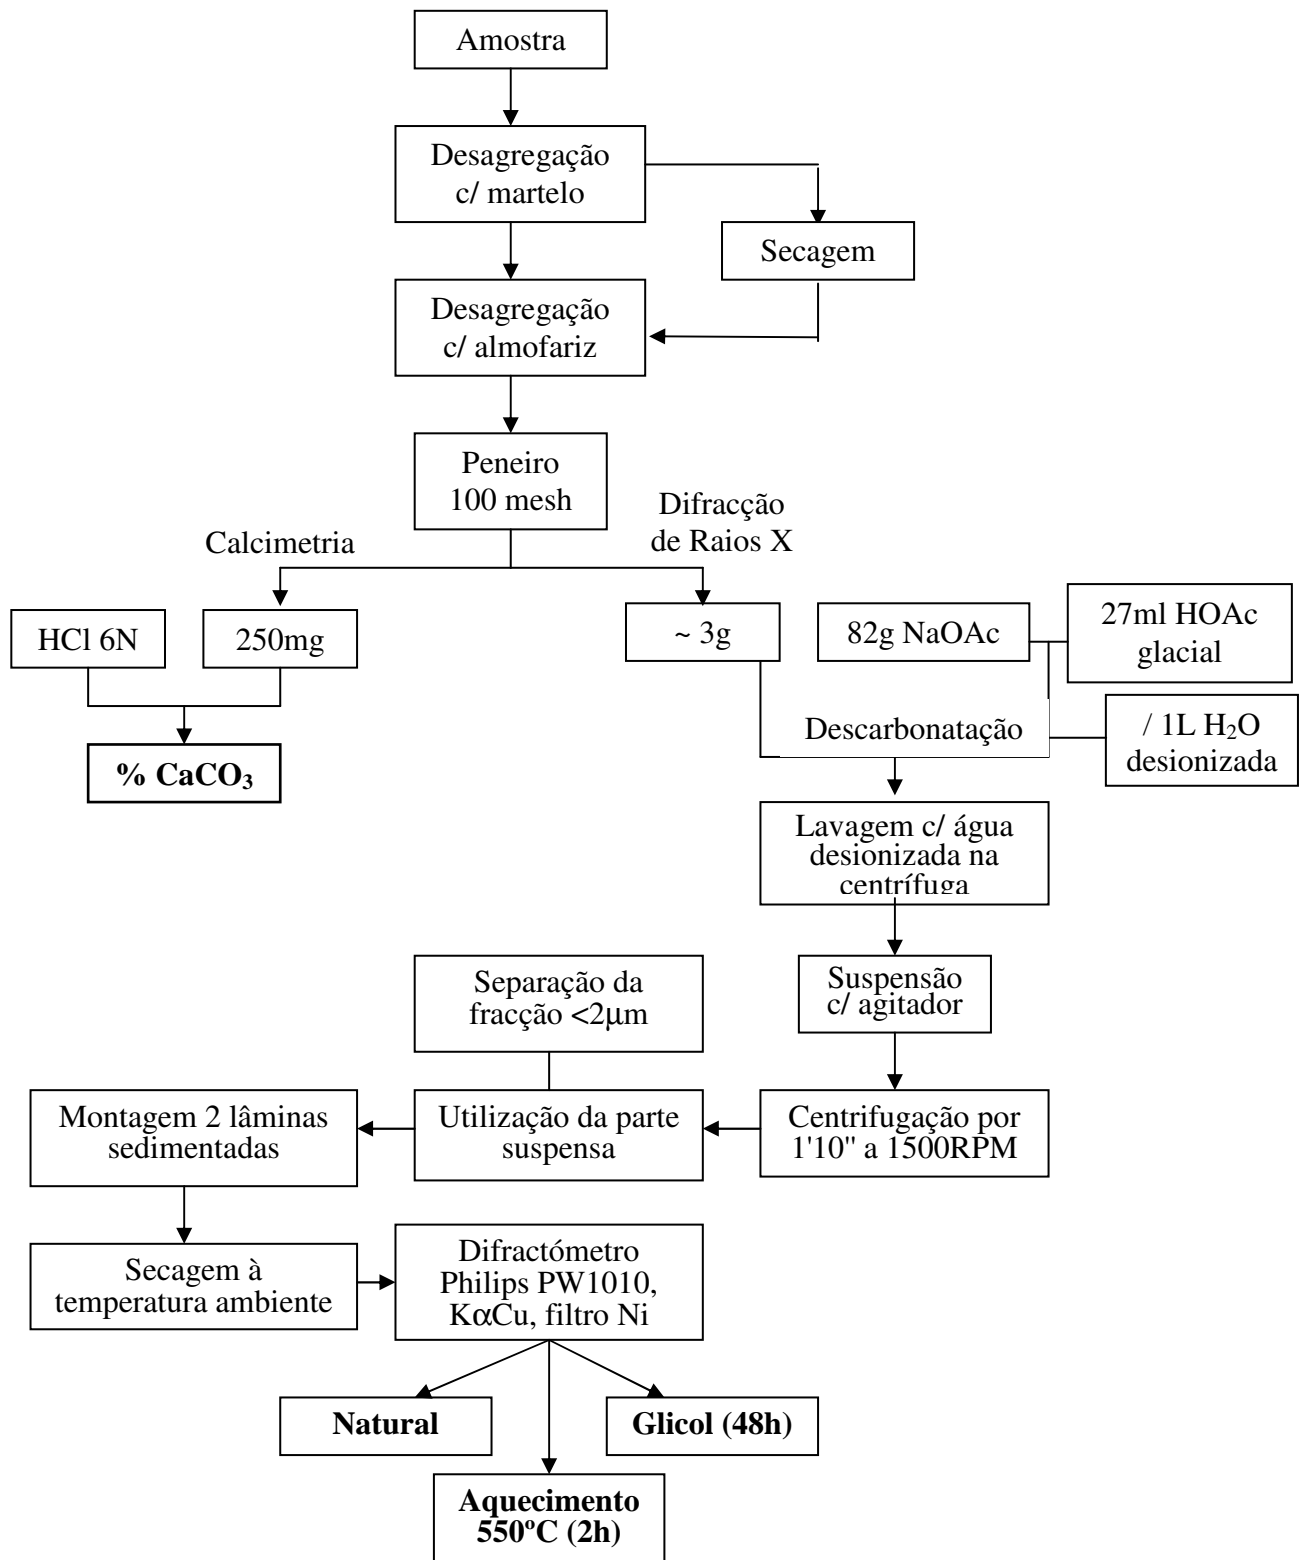 Amostra
Desagregação
c/ martelo
Secagem
Desagregação
c/ almofariz
Peneiro
100 mesh
Calcimetria
Difracção
de Raios X
HCl 6N
250mg
~ 3g
82g NaOAc
27ml HOAc
glacial
Descarbonatação
/ 1L H₂O
desionizada
% CaCO₃
Lavagem c/ água
desionizada na
centrífuga
Suspensão
c/ agitador
Separação da
fracção <2μm
Montagem 2 lâminas
sedimentadas
Utilização da parte
suspensa
Centrifugação por
1'10" a 1500RPM
Secagem à
temperatura ambiente
Difractómetro
Philips PW1010,
KαCu, filtro Ni
Natural
Glicol (48h)
Aquecimento
550ºC (2h)